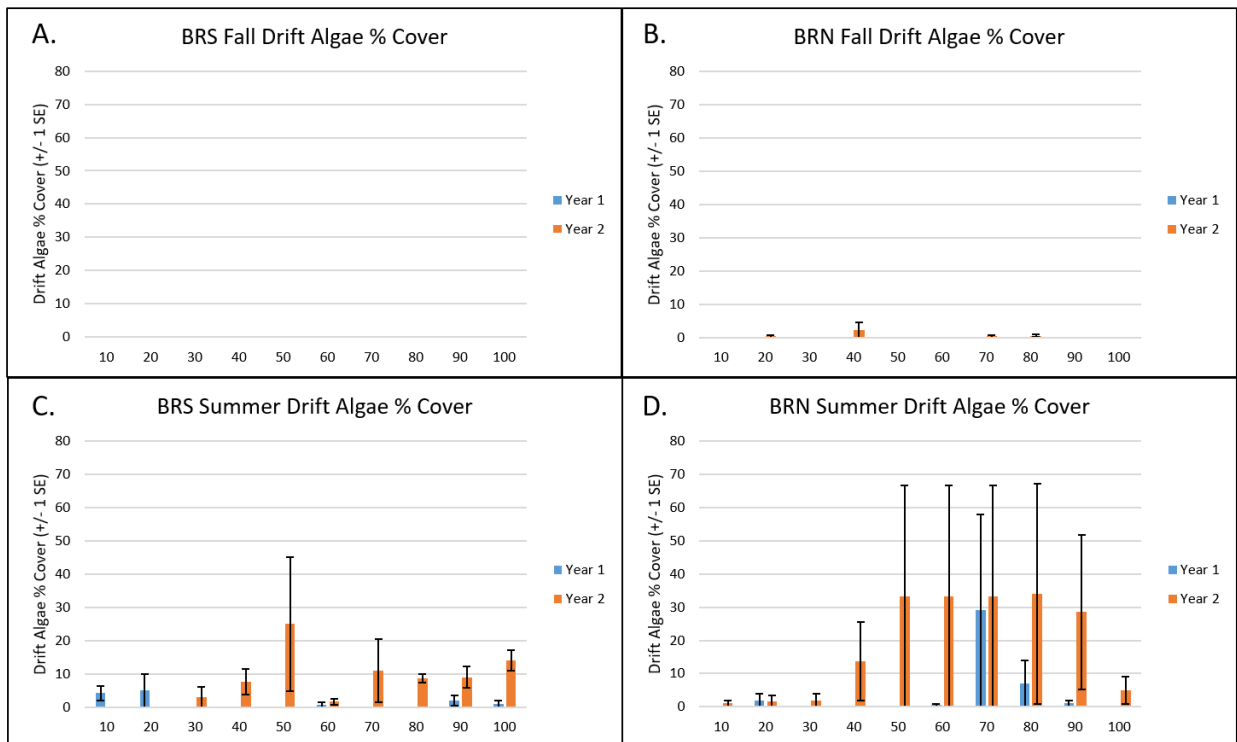 A.
BRS Fall Drift Algae % Cover
Drift Algae % Cover (+/- 1 SE)
80
70
60
50
40
30
20
10
0
10 20 30 40 50 60 70 80 90 100
Year 1
Year 2
B.
BRN Fall Drift Algae % Cover
Drift Algae % Cover (+/- 1 SE)
80
70
60
50
40
30
20
10
0
10 20 30 40 50 60 70 80 90 100
Year 1
Year 2
C.
BRS Summer Drift Algae % Cover
Drift Algae % Cover (+/- 1 SE)
80
70
60
50
40
30
20
10
0
10 20 30 40 50 60 70 80 90 100
Year 1
Year 2
D.
BRN Summer Drift Algae % Cover
Drift Algae % Cover (+/- 1 SE)
80
70
60
50
40
30
20
10
0
10 20 30 40 50 60 70 80 90 100
Year 1
Year 2